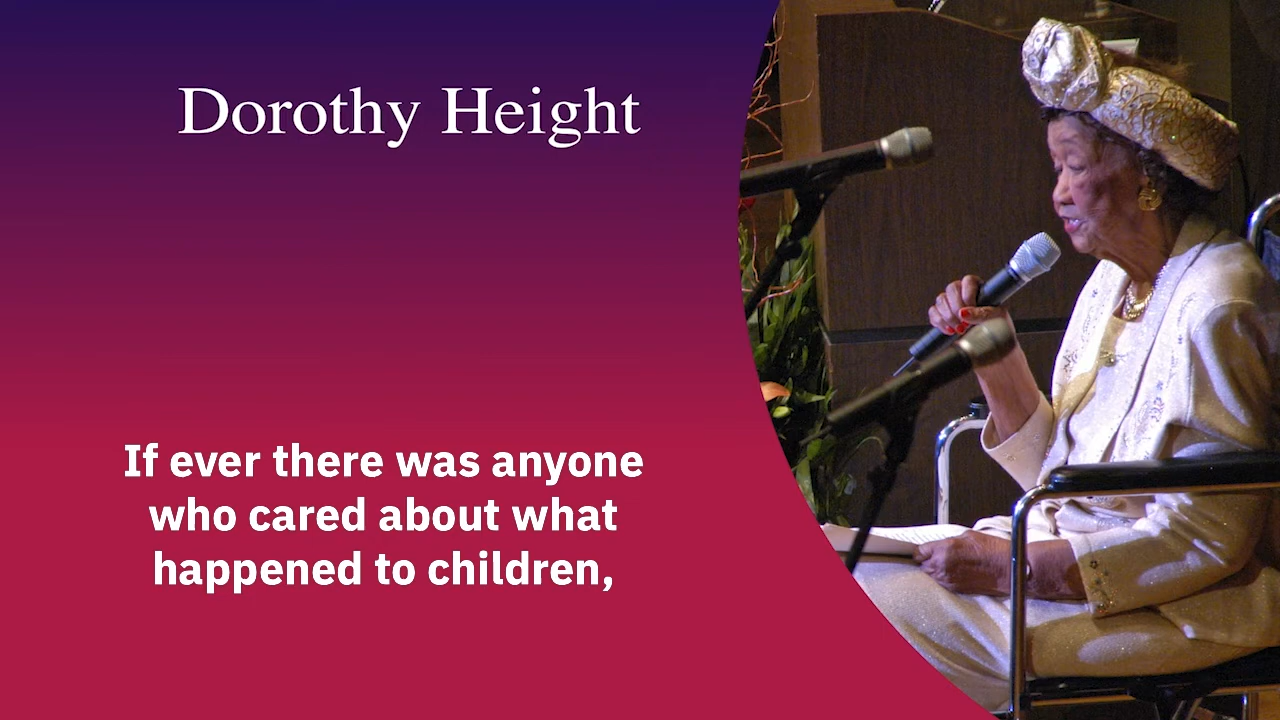 Dorothy Height
If ever there was anyone
who cared about what
happened to children,